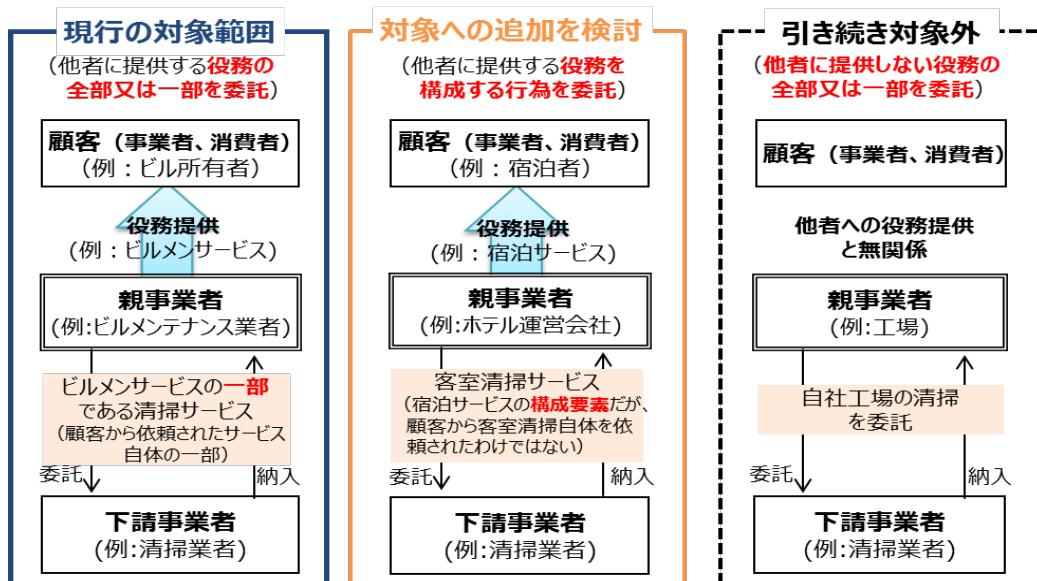 現行の対象範囲
(他者に提供する役務の
全部又は一部を委託)
顧客(事業者、消費者)
(例:ビル所有者)
役務提供
(例:ビルメンサービス)
親事業者
(例:ビルメンテナンス業者)
ビルメンサービスの一部
である清掃サービス
(顧客から依頼されたサービス
自体の一部)
委託
納入
下請事業者
(例:清掃業者)
対象への追加を検討
(他者に提供する役務を
構成する行為を委託)
顧客(事業者、消費者)
(例:宿泊者)
役務提供
(例:宿泊サービス)
親事業者
(例:ホテル運営会社)
客室清掃サービス
(宿泊サービスの構成要素だが、
顧客から客室清掃自体を依
頼されたわけではない)
委託
納入
下請事業者
(例:清掃業者)
引き続き対象外
(他者に提供しない役務の
全部又は一部を委託)
顧客(事業者、消費者)
他者への役務提供
と無関係
親事業者
(例:工場)
自社工場の清掃
を委託
委託
納入
下請事業者
(例:清掃業者)